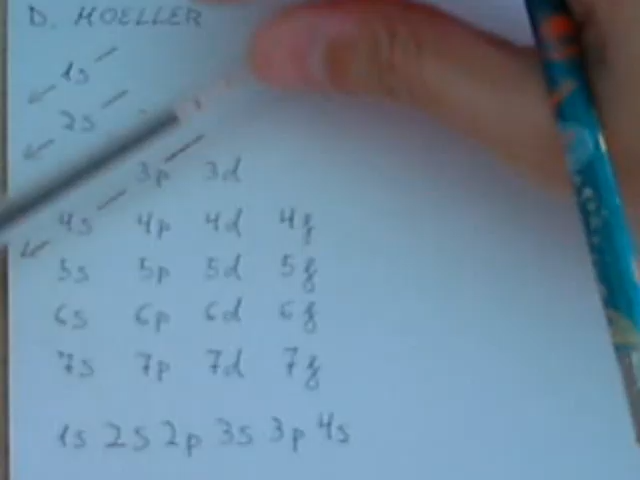 D. MOELLER
1s
2s
3p 3d
4s 4p 4d 4f
5s 5p 5d 5f
6s 6p 6d 6f
7s 7p 7d 7f
1s 2s 2p 3s 3p 4s